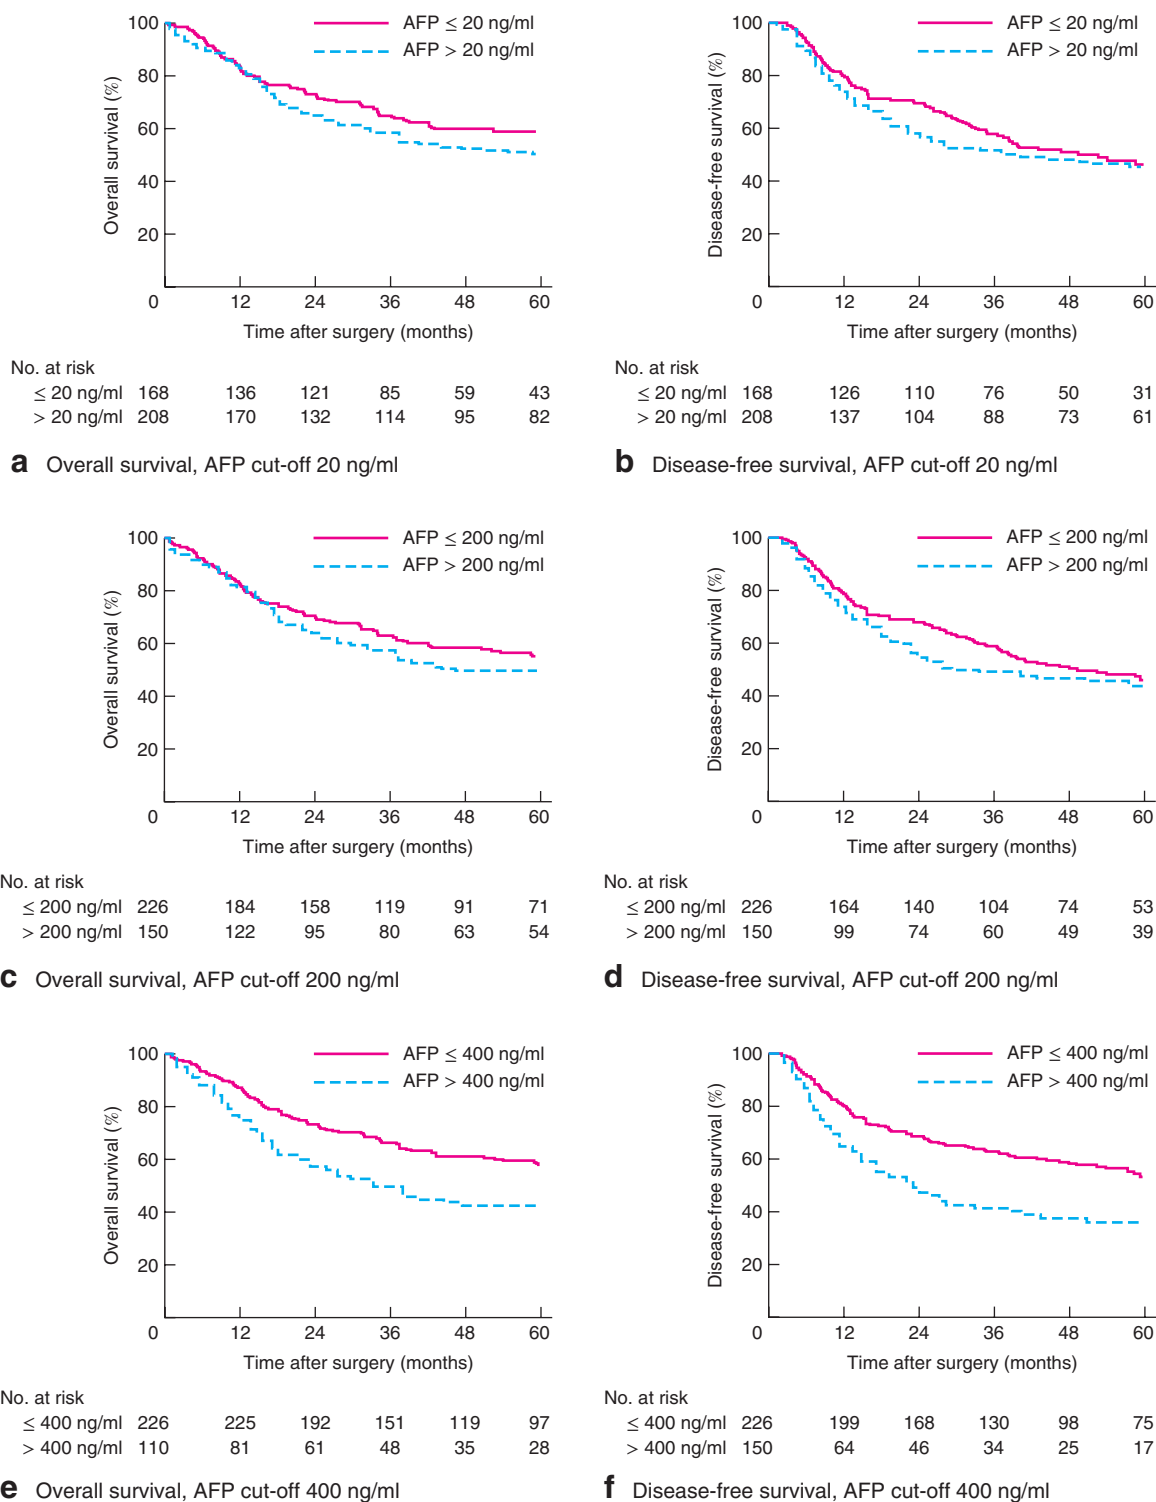 100
80
60
40
20
0
12
24
36
48
60
Overall survival (%)
AFP ≤ 20 ng/ml
AFP > 20 ng/ml
Time after surgery (months)
No. at risk
≤ 20 ng/ml 168 136 121 85 59 43
> 20 ng/ml 208 170 132 114 95 82
a Overall survival, AFP cut-off 20 ng/ml
100
80
60
40
20
0
12
24
36
48
60
Disease-free survival (%)
AFP ≤ 20 ng/ml
AFP > 20 ng/ml
Time after surgery (months)
No. at risk
≤ 20 ng/ml 168 126 110 76 50 31
> 20 ng/ml 208 137 104 88 73 61
b Disease-free survival, AFP cut-off 20 ng/ml
100
80
60
40
20
0
12
24
36
48
60
Overall survival (%)
AFP ≤ 200 ng/ml
AFP > 200 ng/ml
Time after surgery (months)
No. at risk
≤ 200 ng/ml 226 184 158 119 91 71
> 200 ng/ml 150 122 95 80 63 54
c Overall survival, AFP cut-off 200 ng/ml
100
80
60
40
20
0
12
24
36
48
60
Disease-free survival (%)
AFP ≤ 200 ng/ml
AFP > 200 ng/ml
Time after surgery (months)
No. at risk
≤ 200 ng/ml 226 164 140 104 74 53
> 200 ng/ml 150 99 74 60 49 39
d Disease-free survival, AFP cut-off 200 ng/ml
100
80
60
40
20
0
12
24
36
48
60
Overall survival (%)
AFP ≤ 400 ng/ml
AFP > 400 ng/ml
Time after surgery (months)
No. at risk
≤ 400 ng/ml 226 225 192 151 119 97
> 400 ng/ml 110 81 61 48 35 28
e Overall survival, AFP cut-off 400 ng/ml
100
80
60
40
20
0
12
24
36
48
60
Disease-free survival (%)
AFP ≤ 400 ng/ml
AFP > 400 ng/ml
Time after surgery (months)
No. at risk
≤ 400 ng/ml 226 199 168 130 98 75
> 400 ng/ml 150 64 46 34 25 17
f Disease-free survival, AFP cut-off 400 ng/ml